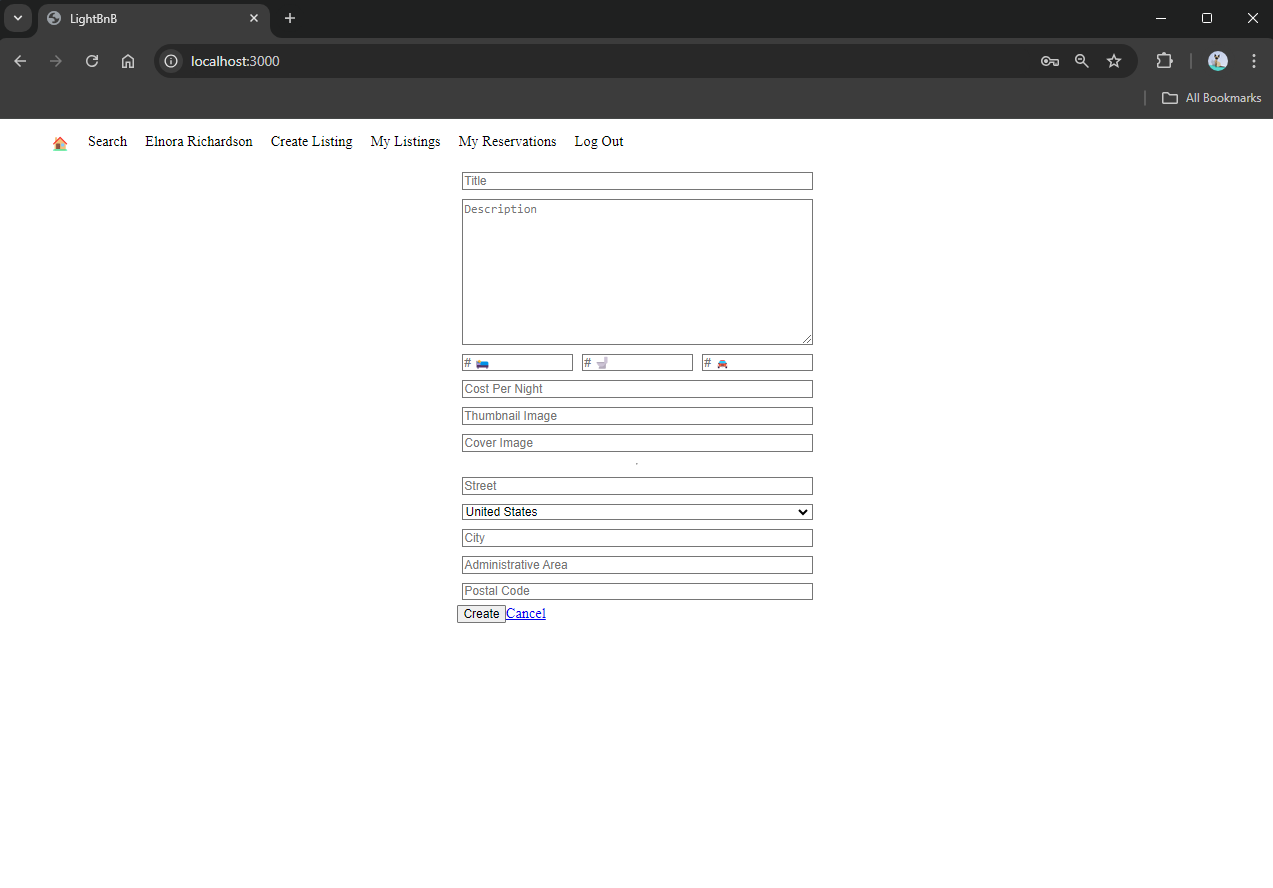 LightBnB
localhost:3000
All Bookmarks
Search Elnora Richardson Create Listing My Listings My Reservations Log Out
Title
Description
# # #
Cost Per Night
Thumbnail Image
Cover Image
Street
United States
City
Administrative Area
Postal Code
Create Cancel